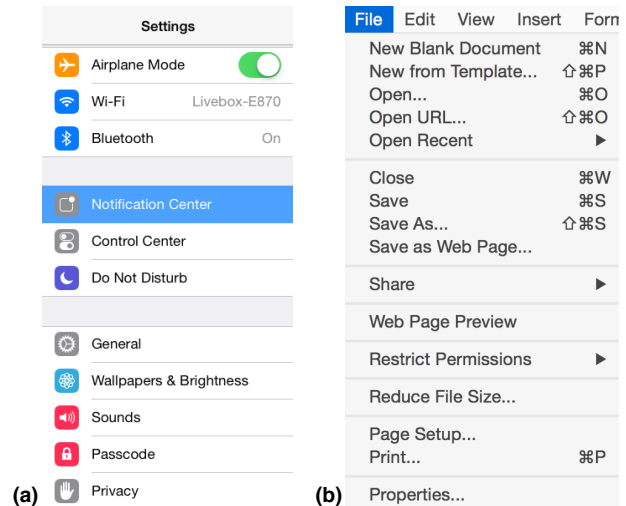 Settings
Airplane Mode
Wi-Fi Livebox-E870
Bluetooth On
Notification Center
Control Center
Do Not Disturb
General
Wallpapers & Brightness
Sounds
Passcode
(a) Privacy
File Edit View Insert Form
New Blank Document ⌘N
New from Template... ⇧⌘P
Open... ⌘O
Open URL... ⇧⌘O
Open Recent ▶
Close ⌘W
Save ⌘S
Save As... ⇧⌘S
Save as Web Page...
Share ▶
Web Page Preview
Restrict Permissions ▶
Reduce File Size...
Page Setup...
Print... ⌘P
(b) Properties...